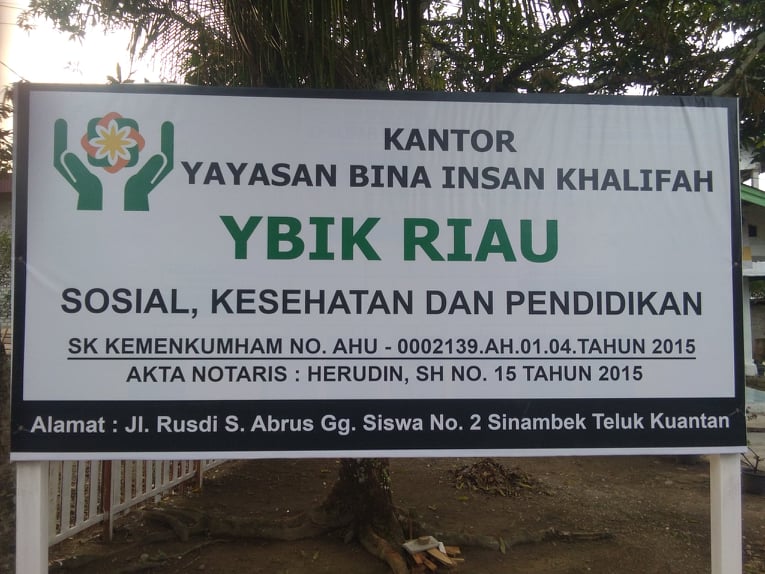 KANTOR
YAYASAN BINA INSAN KHALIFAH
YBIK RIAU
SOSIAL, KESEHATAN DAN PENDIDIKAN
SK KEMENKUMHAM NO. AHU - 0002139.AH.01.04.TAHUN 2015
AKTA NOTARIS : HERUDIN, SH NO. 15 TAHUN 2015
Alamat : Jl. Rusdi S. Abrus Gg. Siswa No. 2 Sinambek Teluk Kuantan